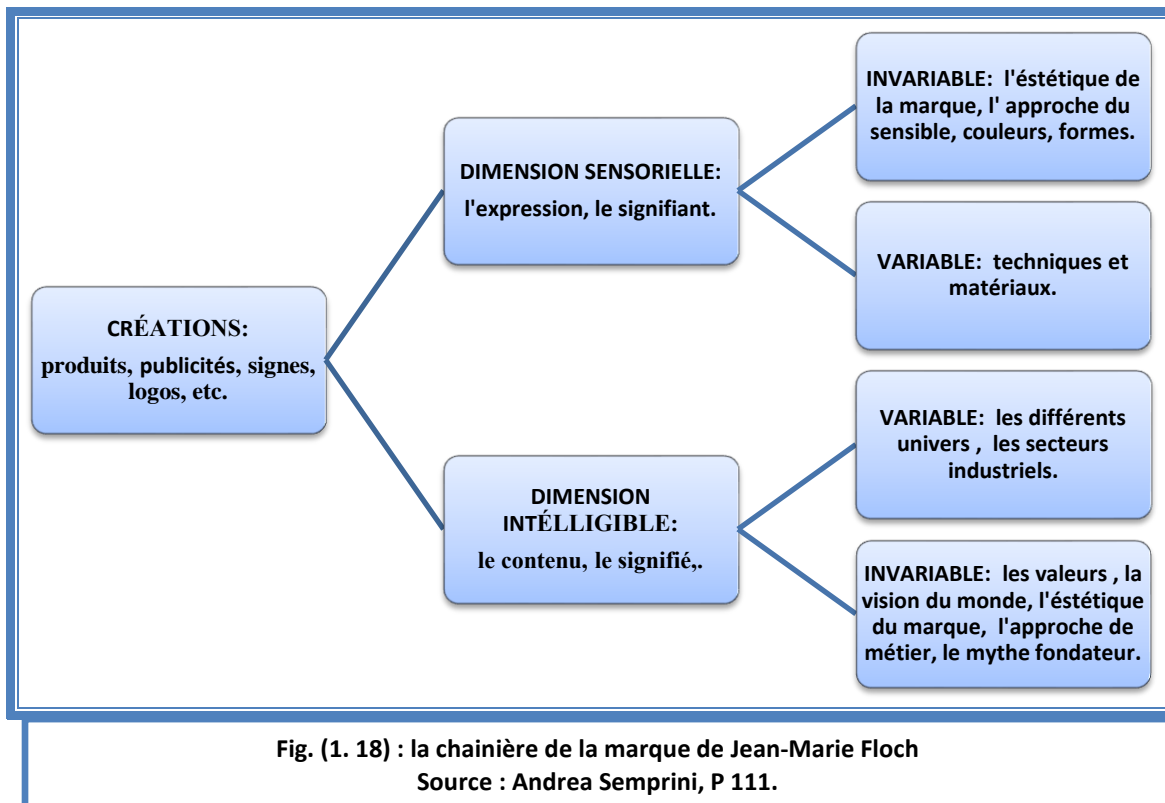 CRÉATIONS:
produits, publicités, signes,
logos, etc.
DIMENSION SENSORIELLE:
l'expression, le signifiant.
DIMENSION
INTÉLLIGIBLE:
le contenu, le signifié,.
INVARIABLE: l'éstétique de
la marque, l' approche du
sensible, couleurs, formes.
VARIABLE: techniques et
matériaux.
VARIABLE: les différents
univers , les secteurs
industriels.
INVARIABLE: les valeurs , la
vision du monde, l'éstétique
du marque, l'approche de
métier, le mythe fondateur.
Fig. (1. 18) : la chainière de la marque de Jean-Marie Floch
Source : Andrea Semprini, P 111.